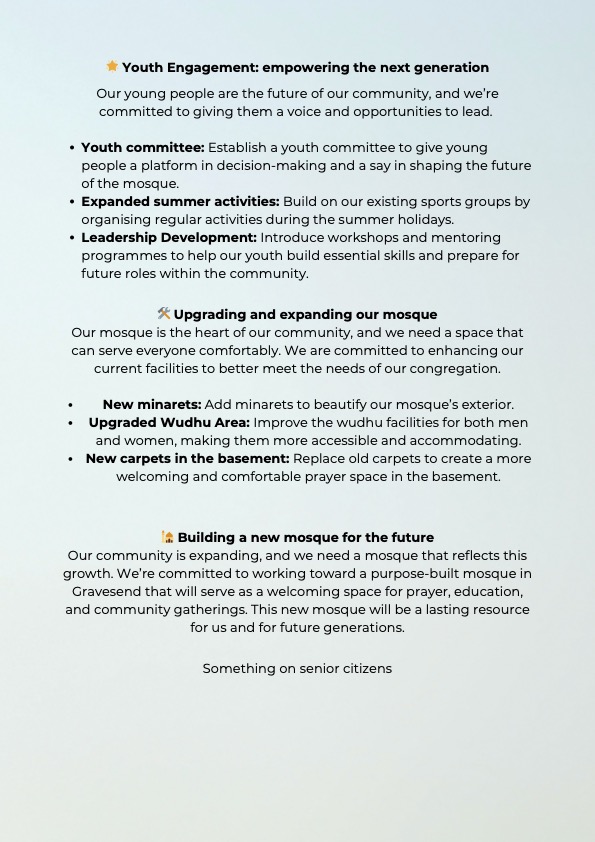 ⭐ Youth Engagement: empowering the next generation
Our young people are the future of our community, and we’re
committed to giving them a voice and opportunities to lead.
• Youth committee: Establish a youth committee to give young
people a platform in decision-making and a say in shaping the future
of the mosque.
• Expanded summer activities: Build on our existing sports groups by
organising regular activities during the summer holidays.
• Leadership Development: Introduce workshops and mentoring
programmes to help our youth build essential skills and prepare for
future roles within the community.
🛠️ Upgrading and expanding our mosque
Our mosque is the heart of our community, and we need a space that
can serve everyone comfortably. We are committed to enhancing our
current facilities to better meet the needs of our congregation.
• New minarets: Add minarets to beautify our mosque’s exterior.
• Upgraded Wudhu Area: Improve the wudhu facilities for both men
and women, making them more accessible and accommodating.
• New carpets in the basement: Replace old carpets to create a more
welcoming and comfortable prayer space in the basement.
🕌 Building a new mosque for the future
Our community is expanding, and we need a mosque that reflects this
growth. We’re committed to working toward a purpose-built mosque in
Gravesend that will serve as a welcoming space for prayer, education,
and community gatherings. This new mosque will be a lasting resource
for us and for future generations.
Something on senior citizens